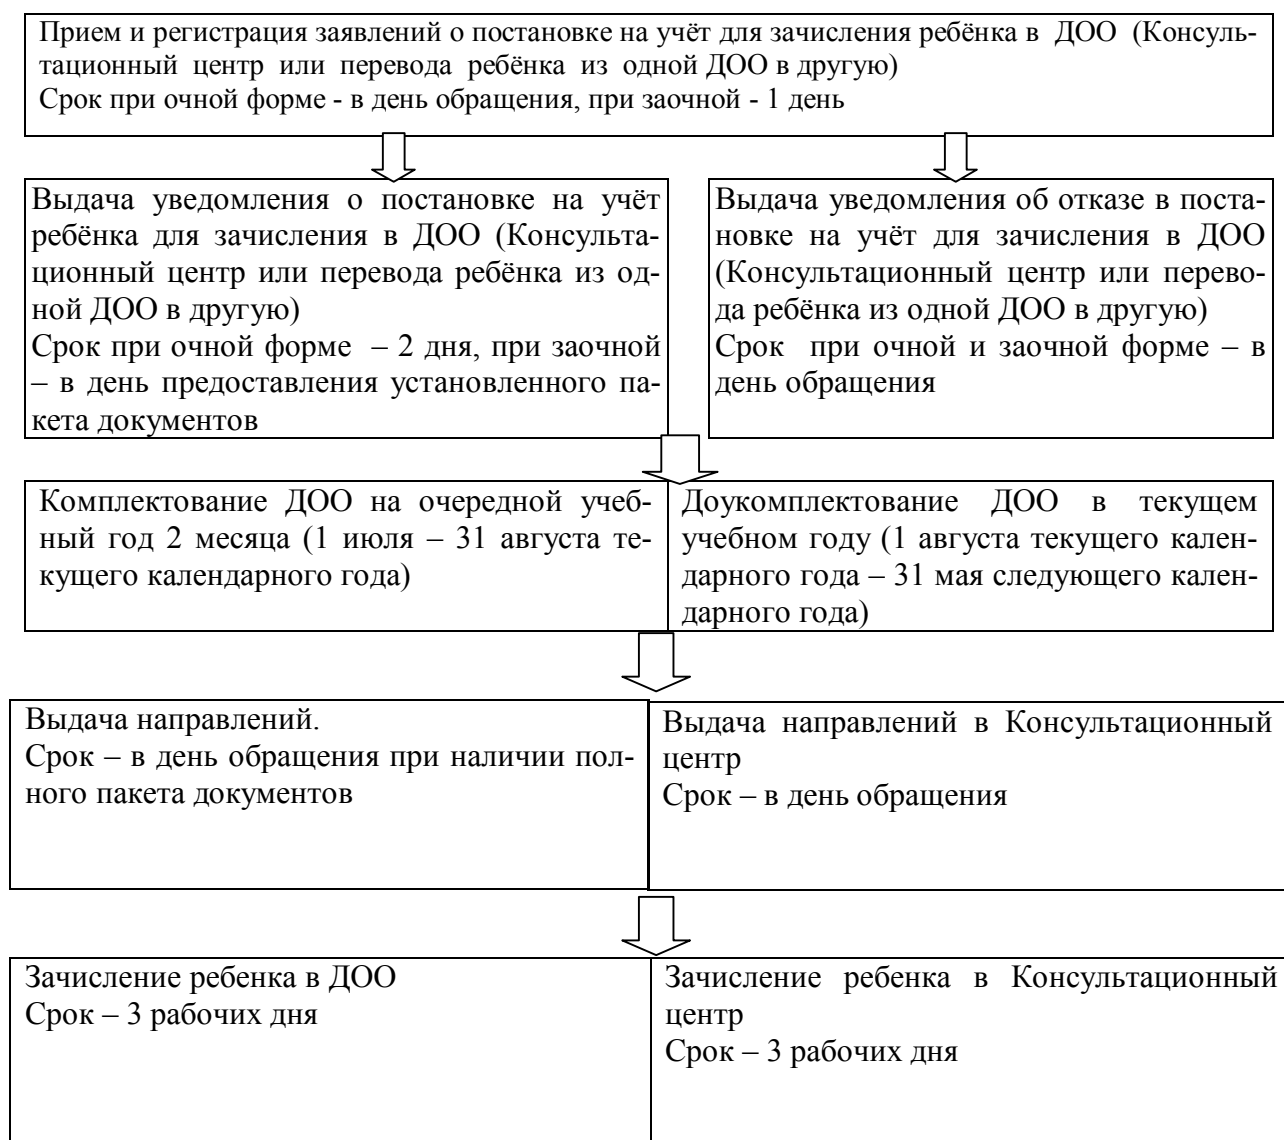 Прием и регистрация заявлений о постановке на учёт для зачисления ребёнка в ДОО (Консуль-
тационный центр или перевода ребёнка из одной ДОО в другую)
Срок при очной форме - в день обращения, при заочной - 1 день
Выдача уведомления о постановке на учёт
ребёнка для зачисления в ДОО (Консульта-
ционный центр или перевода ребёнка из од-
ной ДОО в другую)
Срок при очной форме – 2 дня, при заочной
– в день предоставления установленного па-
кета документов
Выдача уведомления об отказе в поста-
новке на учёт для зачисления в ДОО
(Консультационный центр или перево-
да ребёнка из одной ДОО в другую)
Срок при очной и заочной форме – в
день обращения
Комплектование ДОО на очередной учеб-
ный год 2 месяца (1 июля – 31 августа те-
кущего календарного года)
Доукомплектование ДОО в текущем
учебном году (1 августа текущего кален-
дарного года – 31 мая следующего кален-
дарного года)
Выдача направлений.
Срок – в день обращения при наличии пол-
ного пакета документов
Выдача направлений в Консультационный
центр
Срок – в день обращения
Зачисление ребенка в ДОО
Срок – 3 рабочих дня
Зачисление ребенка в Консультационный
центр
Срок – 3 рабочих дня